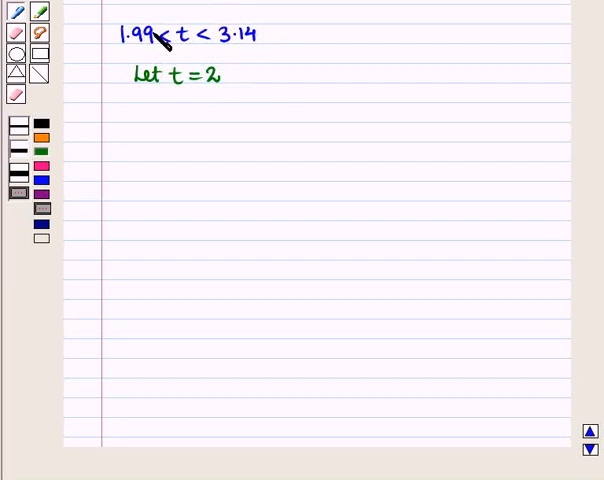 1.99 < t < 3.14
Let t = 2